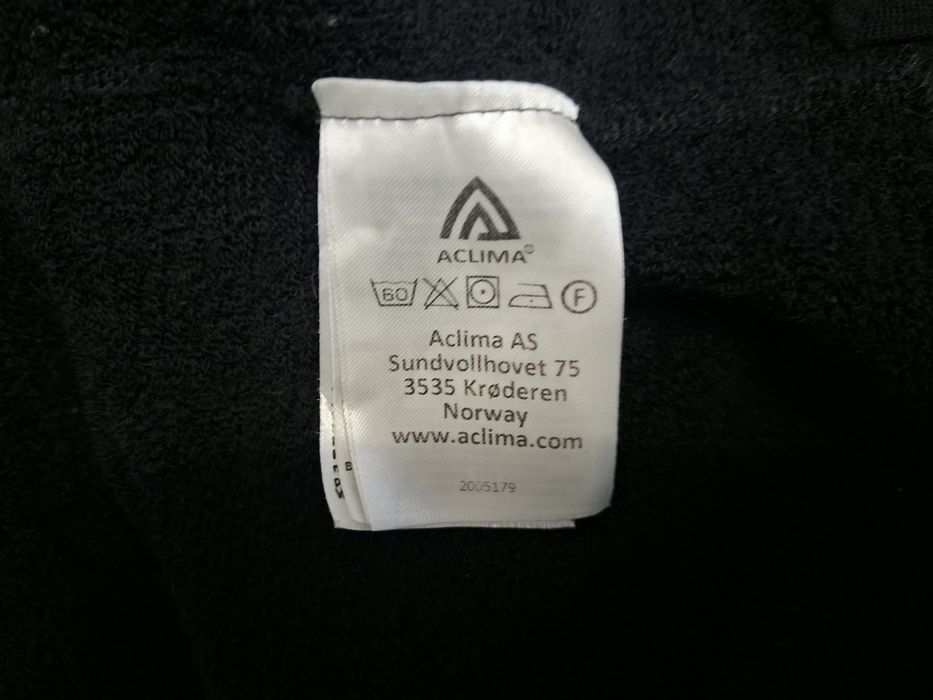 ACLIMA®
60 F
Aclima AS
Sundvollhovet 75
3535 Krøderen
Norway
www.aclima.com
2005179
B